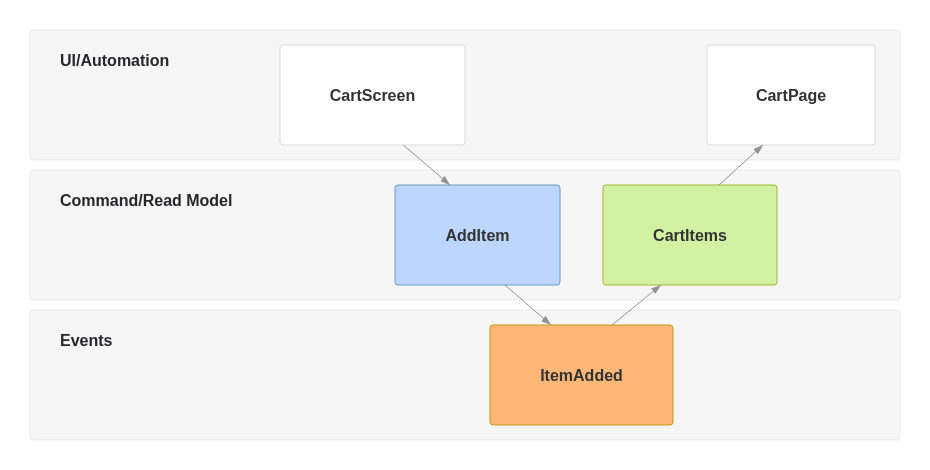 UI/Automation
CartScreen
CartPage
Command/Read Model
AddItem
CartItems
Events
ItemAdded